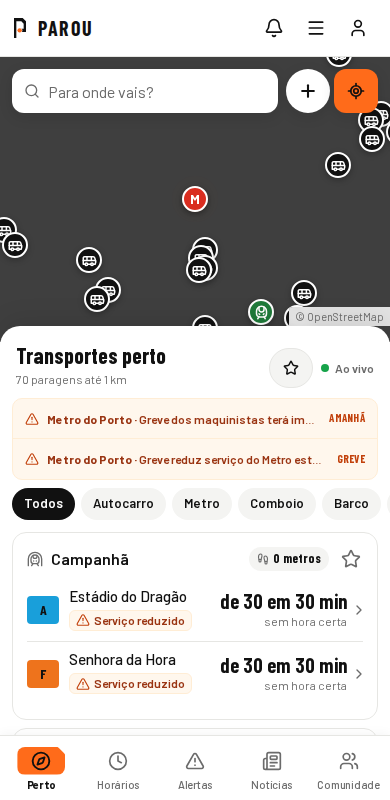 PAROU
Para onde vais?
M
© OpenStreetMap
Transportes perto
70 paragens até 1 km
Ao vivo
Metro do Porto · Greve dos maquinistas terá im... AMANHÃ
Metro do Porto · Greve reduz serviço do Metro est... GREVE
Todos Autocarro Metro Comboio Barco
Campanhã 0 metros
A Estádio do Dragão de 30 em 30 min
Serviço reduzido sem hora certa
F Senhora da Hora de 30 em 30 min
Serviço reduzido sem hora certa
Perto Horários Alertas Notícias Comunidade